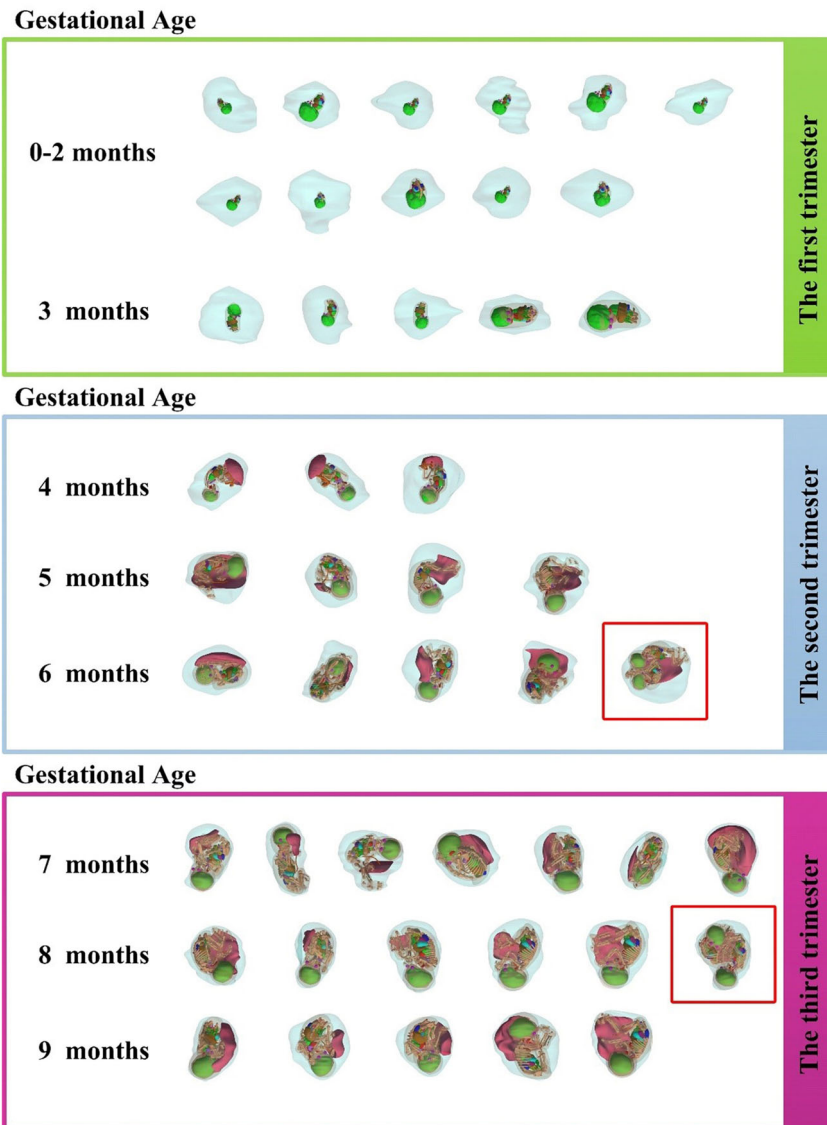 Gestational Age
0-2 months
3 months
The first trimester
Gestational Age
4 months
5 months
6 months
The second trimester
Gestational Age
7 months
8 months
9 months
The third trimester